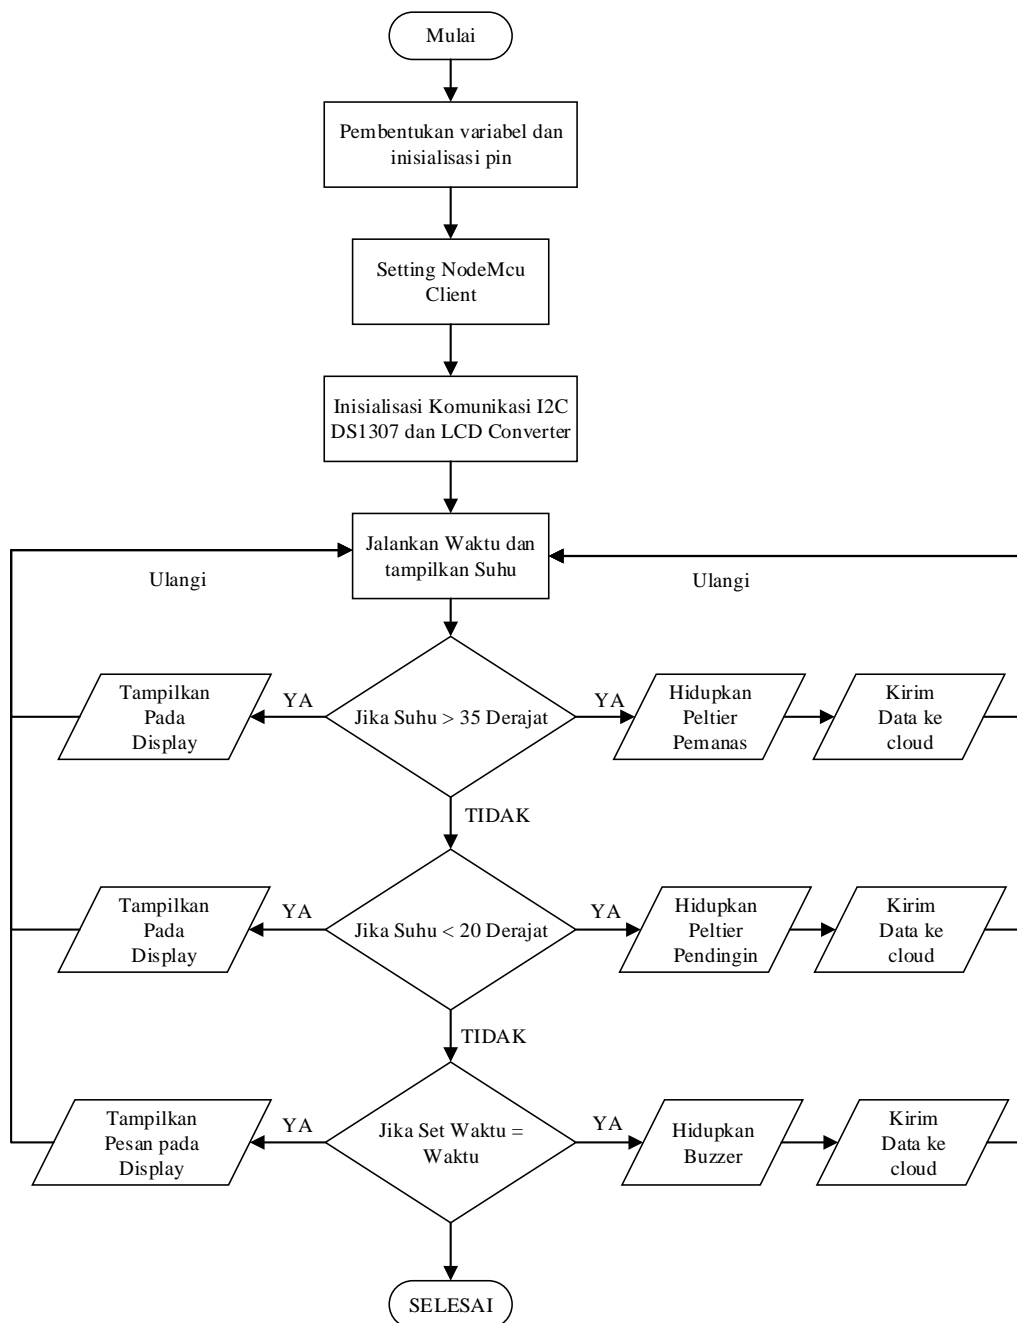 Mulai
Pembentukan variabel dan
inisialisasi pin
Setting NodeMcu
Client
Inisialisasi Komunikasi I2C
DS1307 dan LCD Converter
Jalankan Waktu dan
tampilkan Suhu
Ulangi
Ulangi
Tampilkan
Pada
Display
YA
Jika Suhu > 35 Derajat
YA
Hidupkan
Peltier
Pemanas
Kirim
Data ke
cloud
TIDAK
Tampilkan
Pada
Display
YA
Jika Suhu < 20 Derajat
YA
Hidupkan
Peltier
Pendingin
Kirim
Data ke
cloud
TIDAK
Tampilkan
Pesan pada
Display
YA
Jika Set Waktu =
Waktu
YA
Hidupkan
Buzzer
Kirim
Data ke
cloud
SELESAI